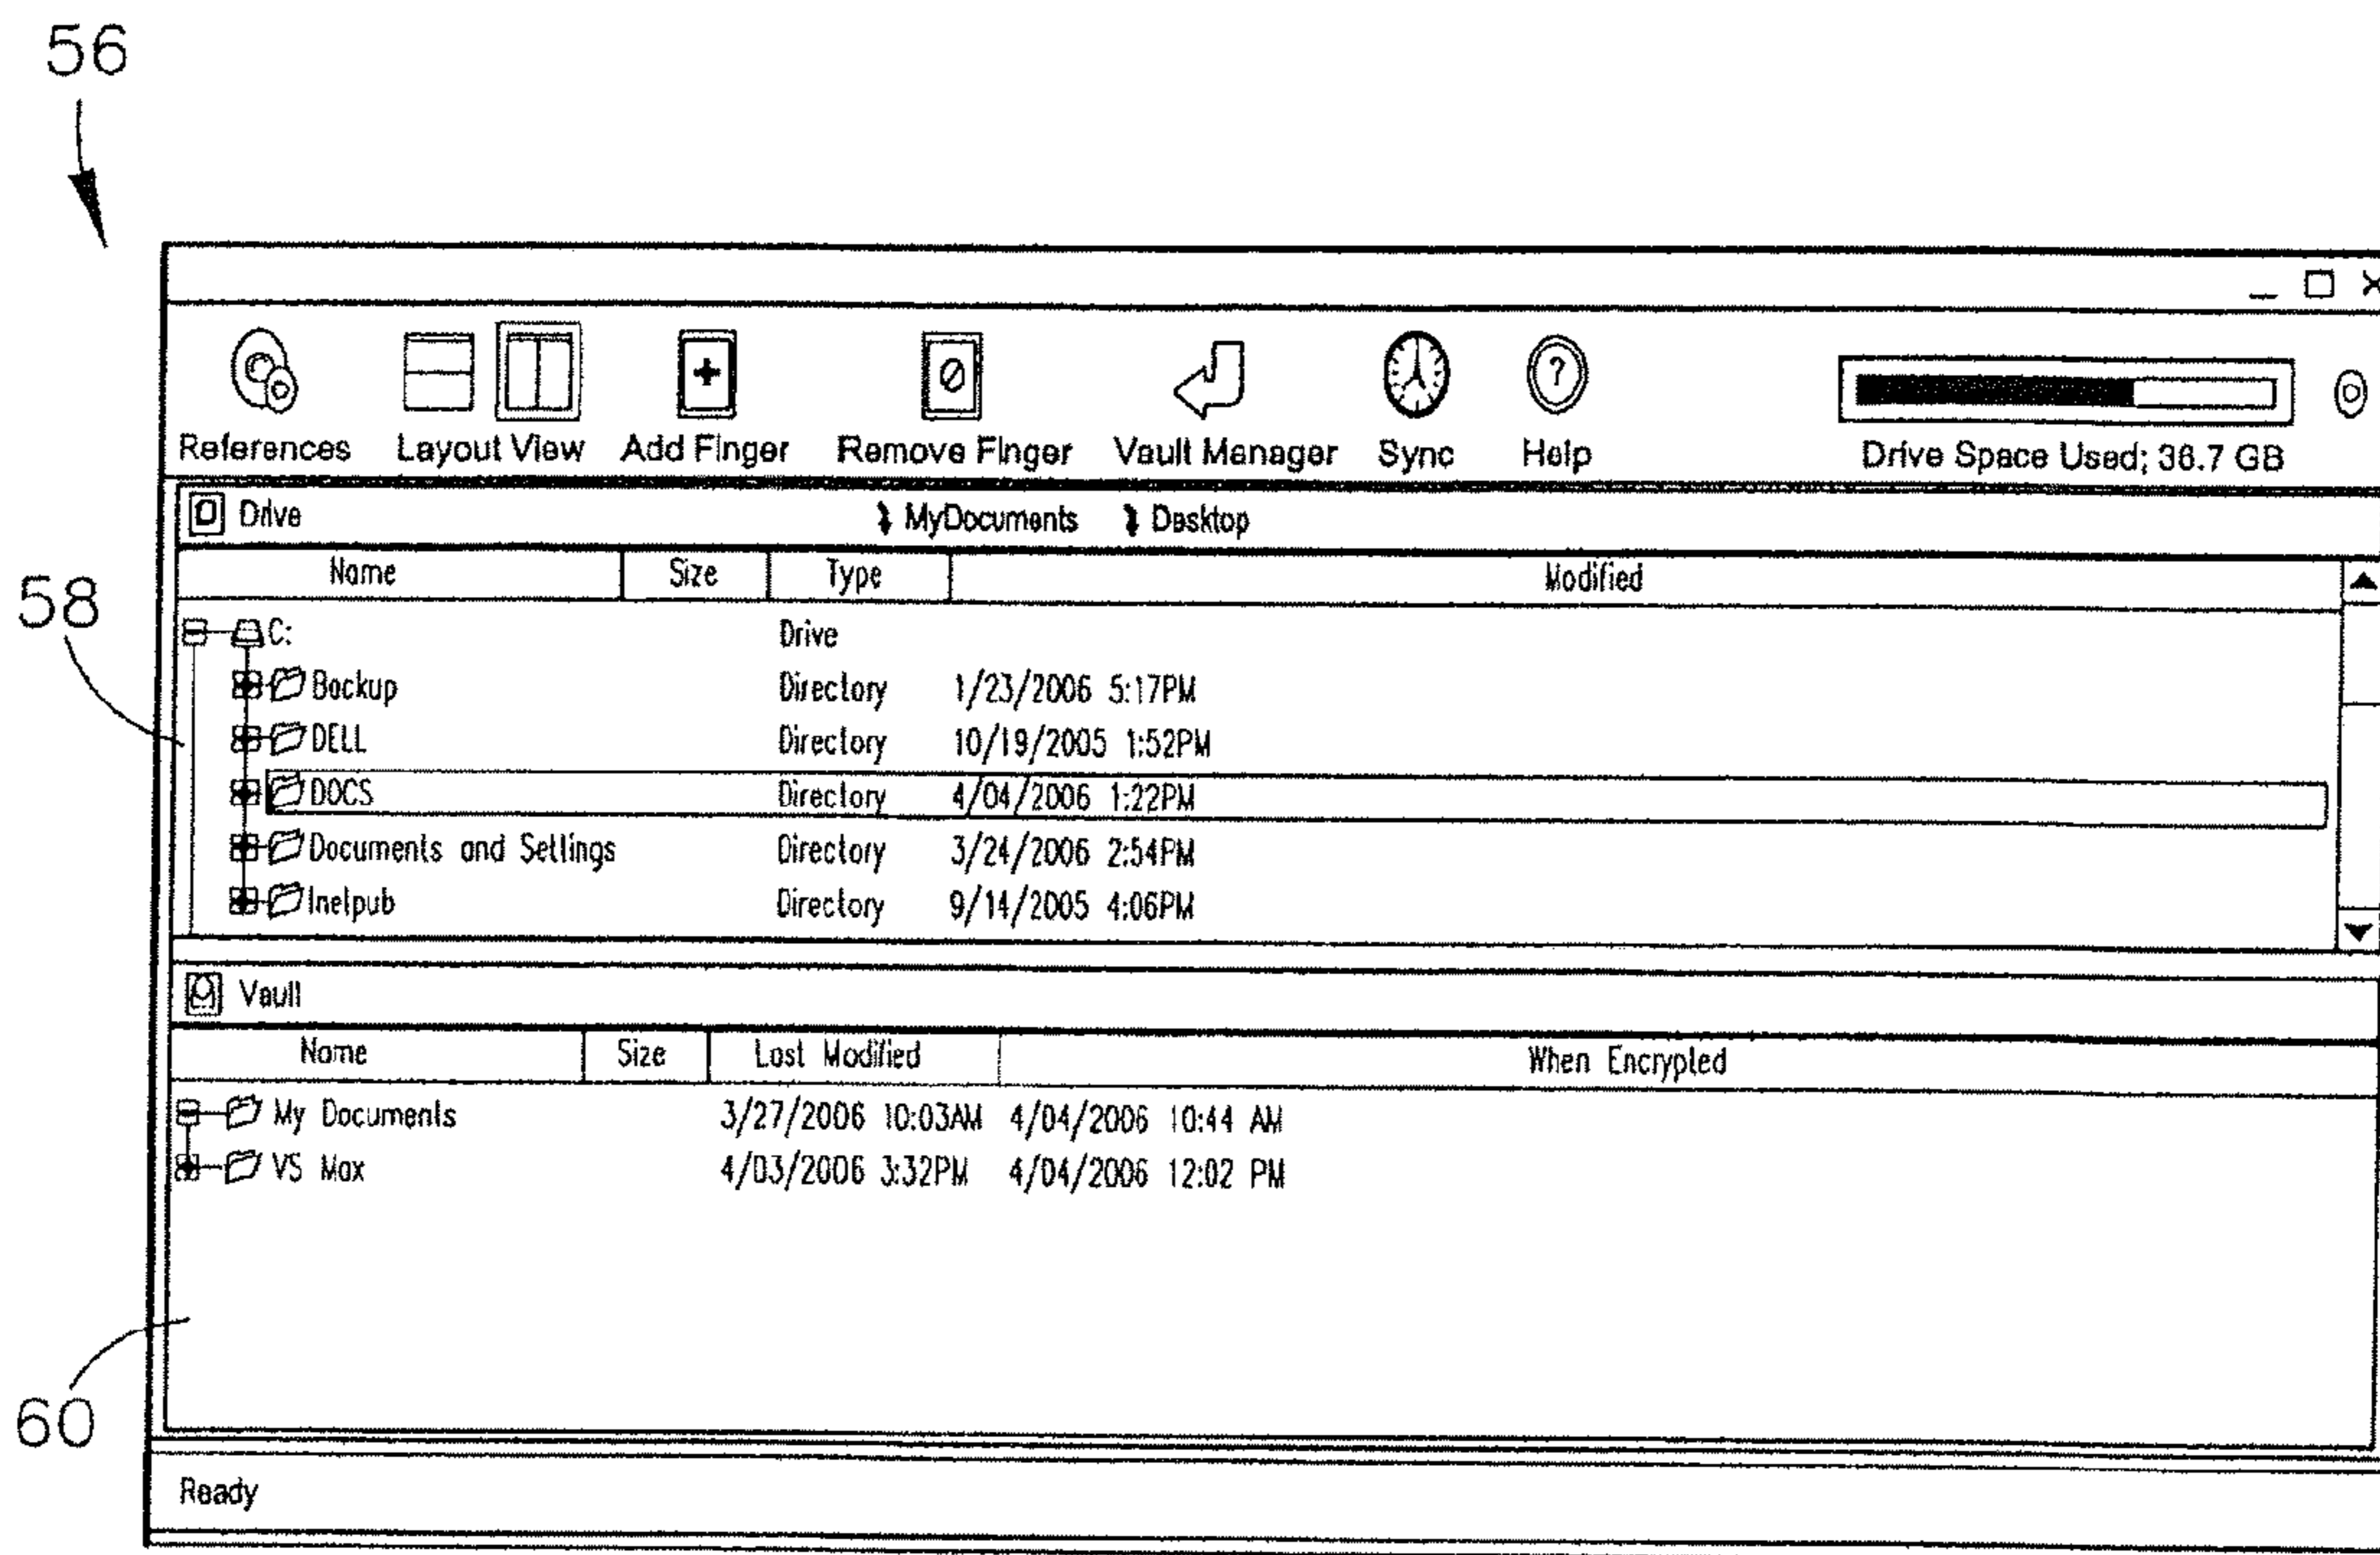 56
References Layout View Add Finger Remove Finger Vault Manager Sync Help Drive Space Used; 36.7 GB
Drive MyDocuments Desktop
Name Size Type Modified
58
C: Drive
Backup Directory 1/23/2006 5:17PM
DELL Directory 10/19/2005 1:52PM
DOCS Directory 4/04/2006 1:22PM
Documents and Settings Directory 3/24/2006 2:54PM
Inetpub Directory 9/14/2005 4:06PM
Vault
Name Size Last Modified When Encrypted
My Documents 3/27/2006 10:03AM 4/04/2006 10:44 AM
VS Max 4/03/2006 3:32PM 4/04/2006 12:02 PM
60
Ready